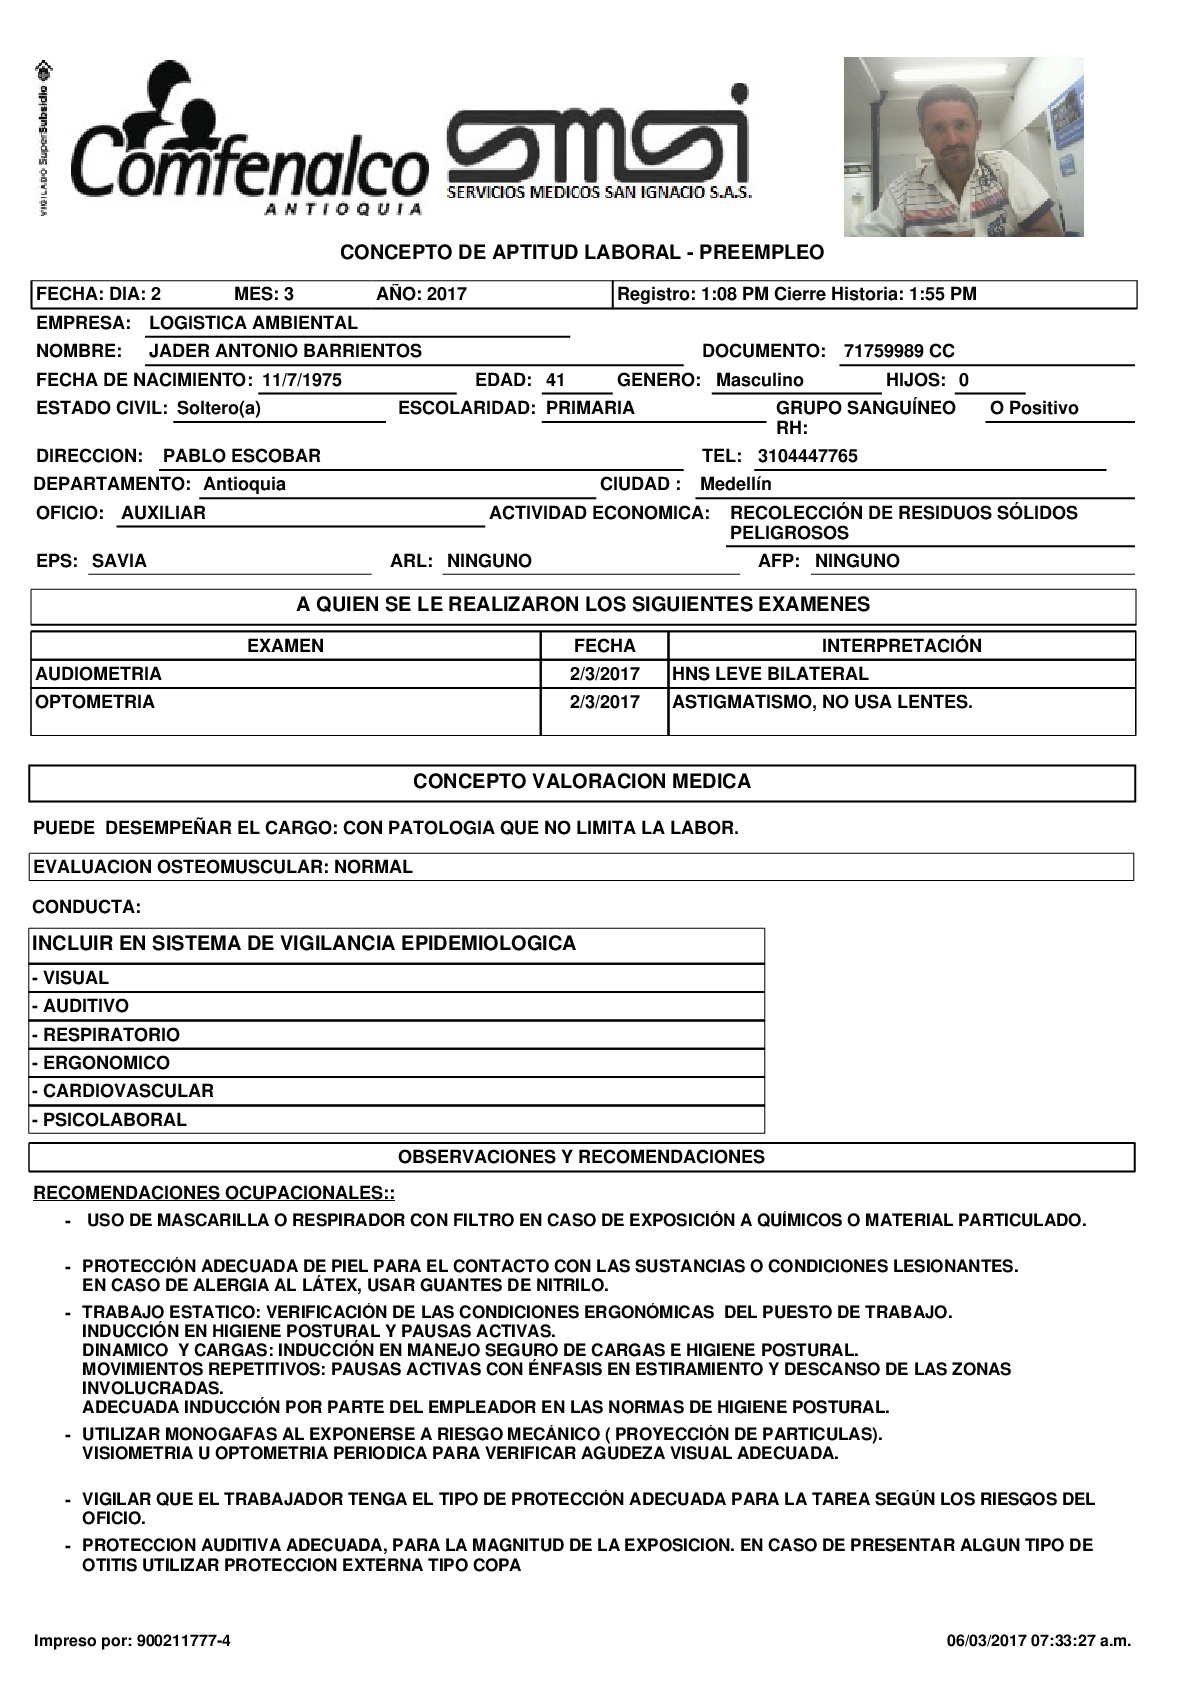 VIGILADO SuperSubsidio
Comfenalco
ANTIOQUIA
smsi
SERVICIOS MEDICOS SAN IGNACIO S.A.S.
CONCEPTO DE APTITUD LABORAL - PREEMPLEO
FECHA: DIA: 2 MES: 3 AÑO: 2017 Registro: 1:08 PM Cierre Historia: 1:55 PM
EMPRESA: LOGISTICA AMBIENTAL
NOMBRE: JADER ANTONIO BARRIENTOS DOCUMENTO: 71759989 CC
FECHA DE NACIMIENTO: 11/7/1975 EDAD: 41 GENERO: Masculino HIJOS: 0
ESTADO CIVIL: Soltero(a) ESCOLARIDAD: PRIMARIA GRUPO SANGUÍNEO O Positivo
RH:
DIRECCION: PABLO ESCOBAR TEL: 3104447765
DEPARTAMENTO: Antioquia CIUDAD : Medellín
OFICIO: AUXILIAR ACTIVIDAD ECONOMICA: RECOLECCIÓN DE RESIDUOS SÓLIDOS
PELIGROSOS
EPS: SAVIA ARL: NINGUNO AFP: NINGUNO
A QUIEN SE LE REALIZARON LOS SIGUIENTES EXAMENES
EXAMEN FECHA INTERPRETACIÓN
AUDIOMETRIA 2/3/2017 HNS LEVE BILATERAL
OPTOMETRIA 2/3/2017 ASTIGMATISMO, NO USA LENTES.
CONCEPTO VALORACION MEDICA
PUEDE DESEMPEÑAR EL CARGO: CON PATOLOGIA QUE NO LIMITA LA LABOR.
EVALUACION OSTEOMUSCULAR: NORMAL
CONDUCTA:
INCLUIR EN SISTEMA DE VIGILANCIA EPIDEMIOLOGICA
- VISUAL
- AUDITIVO
- RESPIRATORIO
- ERGONOMICO
- CARDIOVASCULAR
- PSICOLABORAL
OBSERVACIONES Y RECOMENDACIONES
RECOMENDACIONES OCUPACIONALES::
- USO DE MASCARILLA O RESPIRADOR CON FILTRO EN CASO DE EXPOSICIÓN A QUÍMICOS O MATERIAL PARTICULADO.
- PROTECCIÓN ADECUADA DE PIEL PARA EL CONTACTO CON LAS SUSTANCIAS O CONDICIONES LESIONANTES.
EN CASO DE ALERGIA AL LÁTEX, USAR GUANTES DE NITRILO.
- TRABAJO ESTATICO: VERIFICACIÓN DE LAS CONDICIONES ERGONÓMICAS DEL PUESTO DE TRABAJO.
INDUCCIÓN EN HIGIENE POSTURAL Y PAUSAS ACTIVAS.
DINAMICO Y CARGAS: INDUCCIÓN EN MANEJO SEGURO DE CARGAS E HIGIENE POSTURAL.
MOVIMIENTOS REPETITIVOS: PAUSAS ACTIVAS CON ÉNFASIS EN ESTIRAMIENTO Y DESCANSO DE LAS ZONAS
INVOLUCRADAS.
ADECUADA INDUCCIÓN POR PARTE DEL EMPLEADOR EN LAS NORMAS DE HIGIENE POSTURAL.
- UTILIZAR MONOGAFAS AL EXPONERSE A RIESGO MECÁNICO ( PROYECCIÓN DE PARTICULAS).
VISIOMETRIA U OPTOMETRIA PERIODICA PARA VERIFICAR AGUDEZA VISUAL ADECUADA.
- VIGILAR QUE EL TRABAJADOR TENGA EL TIPO DE PROTECCIÓN ADECUADA PARA LA TAREA SEGÚN LOS RIESGOS DEL
OFICIO.
- PROTECCION AUDITIVA ADECUADA, PARA LA MAGNITUD DE LA EXPOSICION. EN CASO DE PRESENTAR ALGUN TIPO DE
OTITIS UTILIZAR PROTECCION EXTERNA TIPO COPA
Impreso por: 900211777-4 06/03/2017 07:33:27 a.m.